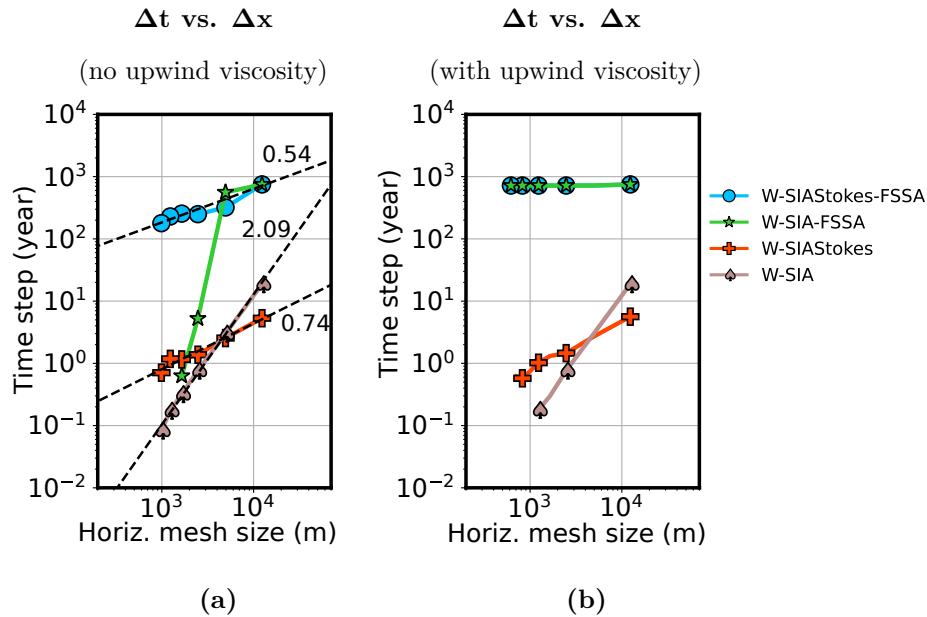 Δt vs. Δx
(no upwind viscosity)
10^4
10^3
10^2
10^1
10^0
10^−1
10^−2
Time step (year)
0.54
2.09
0.74
10^3 10^4
Horiz. mesh size (m)
(a)
Δt vs. Δx
(with upwind viscosity)
10^4
10^3
10^2
10^1
10^0
10^−1
10^−2
Time step (year)
10^3 10^4
Horiz. mesh size (m)
(b)
W-SIAStokes-FSSA
W-SIA-FSSA
W-SIAStokes
W-SIA